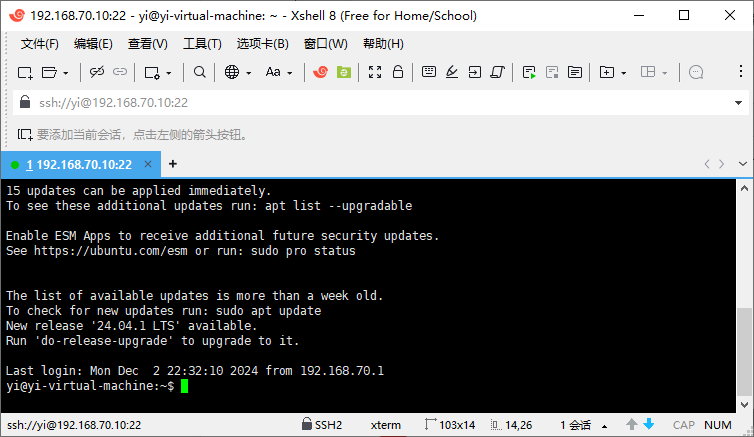 192.168.70.10:22 - yi@yi-virtual-machine: ~ - Xshell 8 (Free for Home/School)
文件(F) 编辑(E) 查看(V) 工具(T) 选项卡(B) 窗口(W) 帮助(H)
Aa
ssh://yi@192.168.70.10:22
要添加当前会话，点击左侧的箭头按钮。
1 192.168.70.10:22
15 updates can be applied immediately.
To see these additional updates run: apt list --upgradable
Enable ESM Apps to receive additional future security updates.
See https://ubuntu.com/esm or run: sudo pro status
The list of available updates is more than a week old.
To check for new updates run: sudo apt update
New release '24.04.1 LTS' available.
Run 'do-release-upgrade' to upgrade to it.
Last login: Mon Dec  2 22:32:10 2024 from 192.168.70.1
yi@yi-virtual-machine:~$
ssh://yi@192.168.70.10:22 SSH2 xterm 103x14 14,26 1 会话 CAP NUM